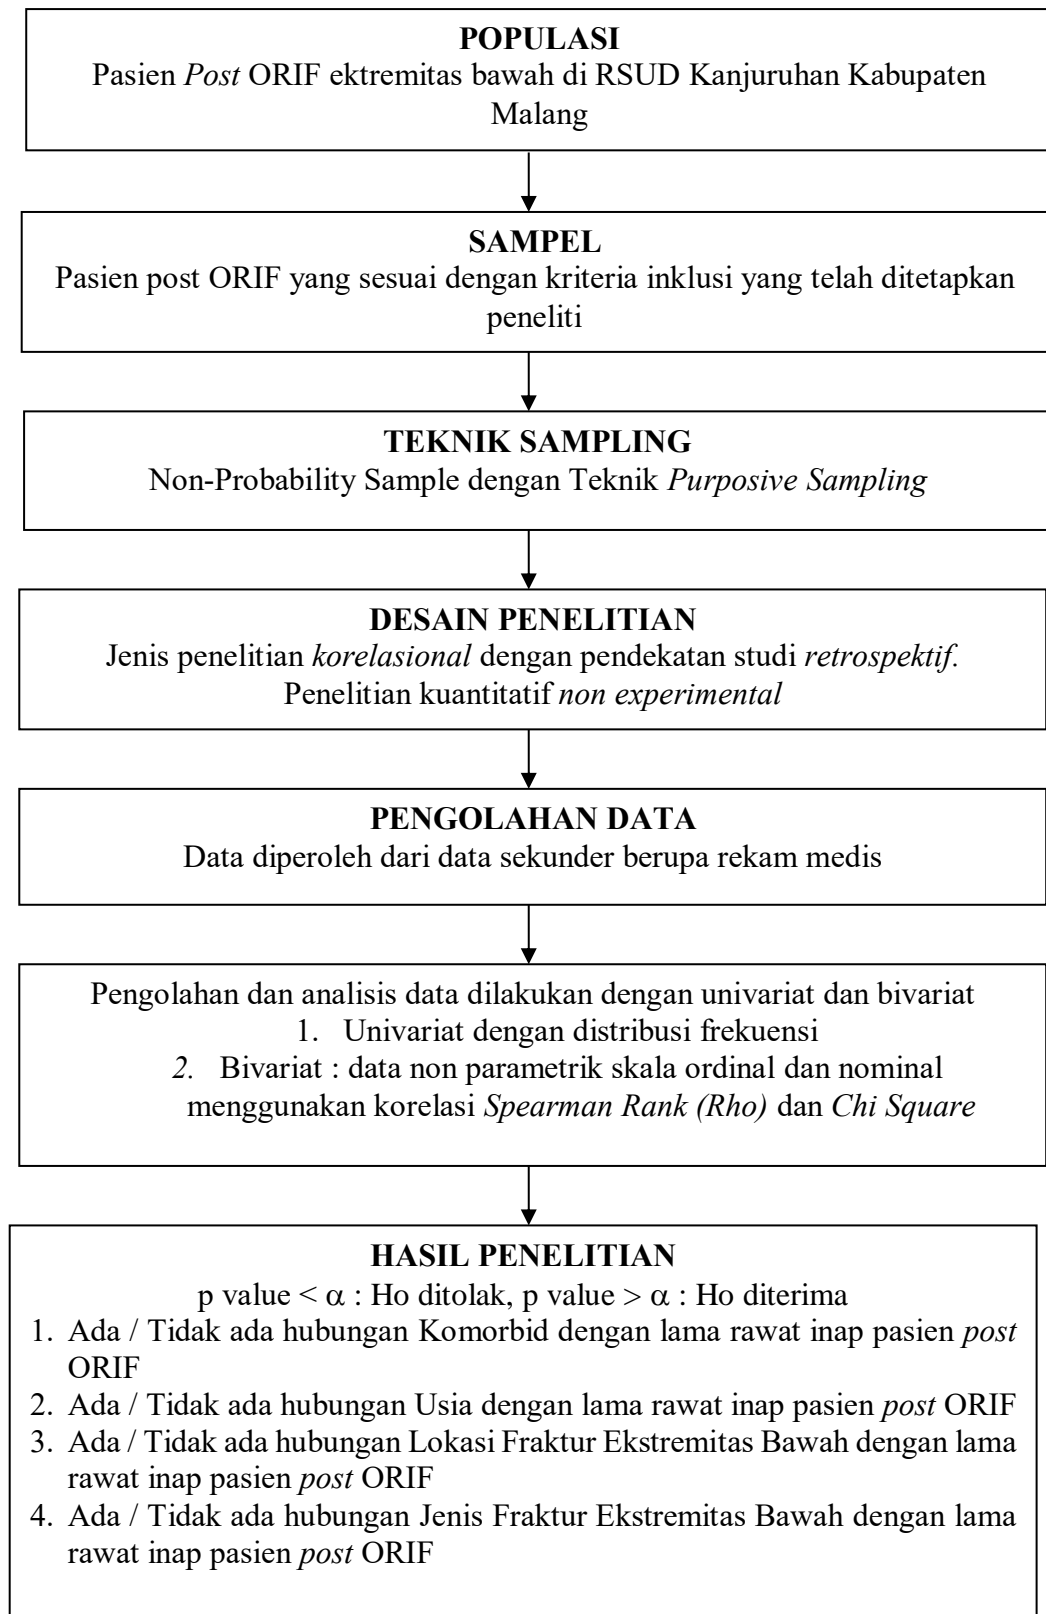 POPULASI
Pasien Post ORIF ektremitas bawah di RSUD Kanjuruhan Kabupaten
Malang
SAMPEL
Pasien post ORIF yang sesuai dengan kriteria inklusi yang telah ditetapkan
peneliti
TEKNIK SAMPLING
Non-Probability Sample dengan Teknik Purposive Sampling
DESAIN PENELITIAN
Jenis penelitian korelasional dengan pendekatan studi retrospektif.
Penelitian kuantitatif non experimental
PENGOLAHAN DATA
Data diperoleh dari data sekunder berupa rekam medis
Pengolahan dan analisis data dilakukan dengan univariat dan bivariat
1. Univariat dengan distribusi frekuensi
2. Bivariat : data non parametrik skala ordinal dan nominal
menggunakan korelasi Spearman Rank (Rho) dan Chi Square
HASIL PENELITIAN
p value < α : Ho ditolak, p value > α : Ho diterima
1. Ada / Tidak ada hubungan Komorbid dengan lama rawat inap pasien post
ORIF
2. Ada / Tidak ada hubungan Usia dengan lama rawat inap pasien post ORIF
3. Ada / Tidak ada hubungan Lokasi Fraktur Ekstremitas Bawah dengan lama
rawat inap pasien post ORIF
4. Ada / Tidak ada hubungan Jenis Fraktur Ekstremitas Bawah dengan lama
rawat inap pasien post ORIF